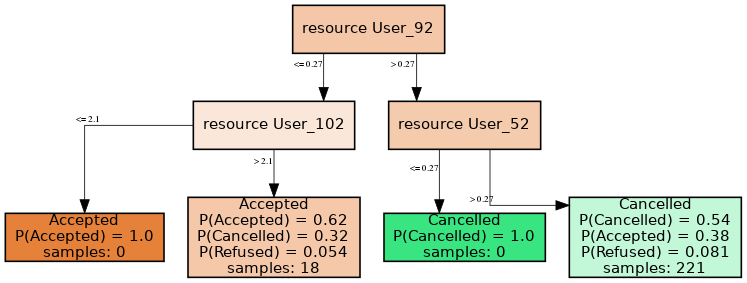 resource User_92
<=0.27
>0.27
resource User_102
resource User_52
<=2.1
>2.1
<=0.27
>0.27
Accepted
P(Accepted) = 1.0
samples: 0
Accepted
P(Accepted) = 0.62
P(Cancelled) = 0.32
P(Refused) = 0.054
samples: 18
Cancelled
P(Cancelled) = 1.0
samples: 0
Cancelled
P(Cancelled) = 0.54
P(Accepted) = 0.38
P(Refused) = 0.081
samples: 221